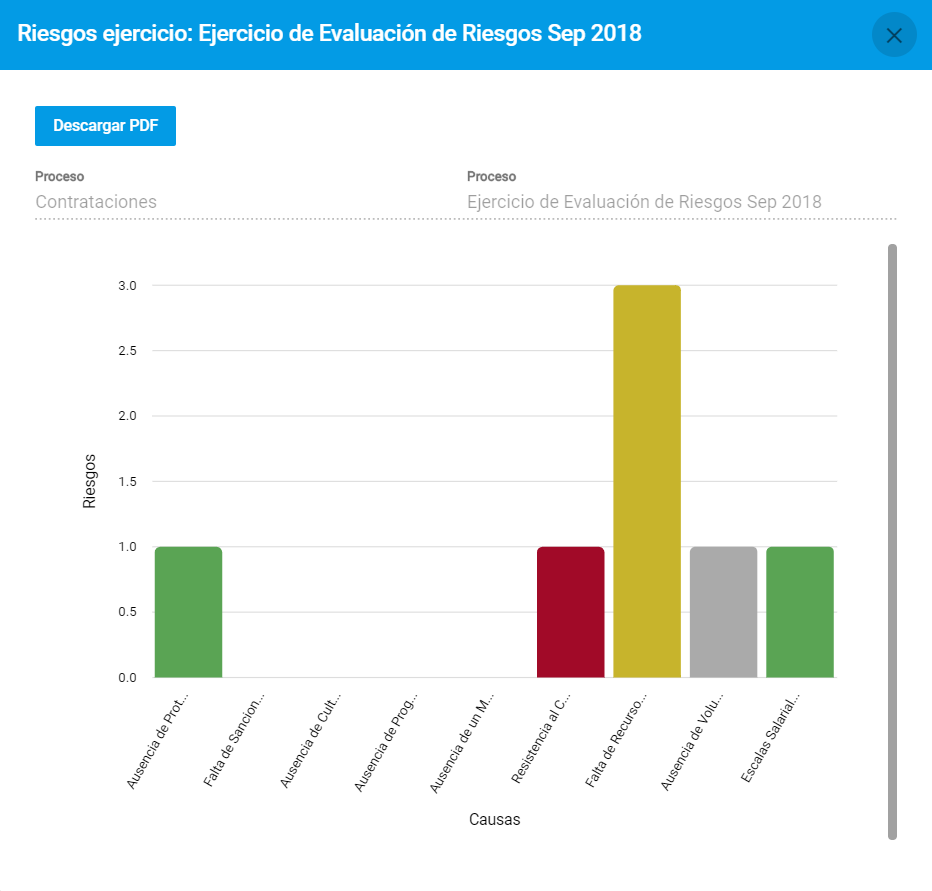 Riesgos ejercicio: Ejercicio de Evaluación de Riesgos Sep 2018
Descargar PDF
Proceso
Contrataciones
Proceso
Ejercicio de Evaluación de Riesgos Sep 2018
3.0
2.5
2.0
1.5
1.0
0.5
0.0
Riesgos
Ausencia de Prot...
Falta de Sancion...
Ausencia de Cult...
Ausencia de Prog...
Ausencia de un M...
Resistencia al C...
Falta de Recurso...
Ausencia de Volu...
Escalas Salarial...
Causas